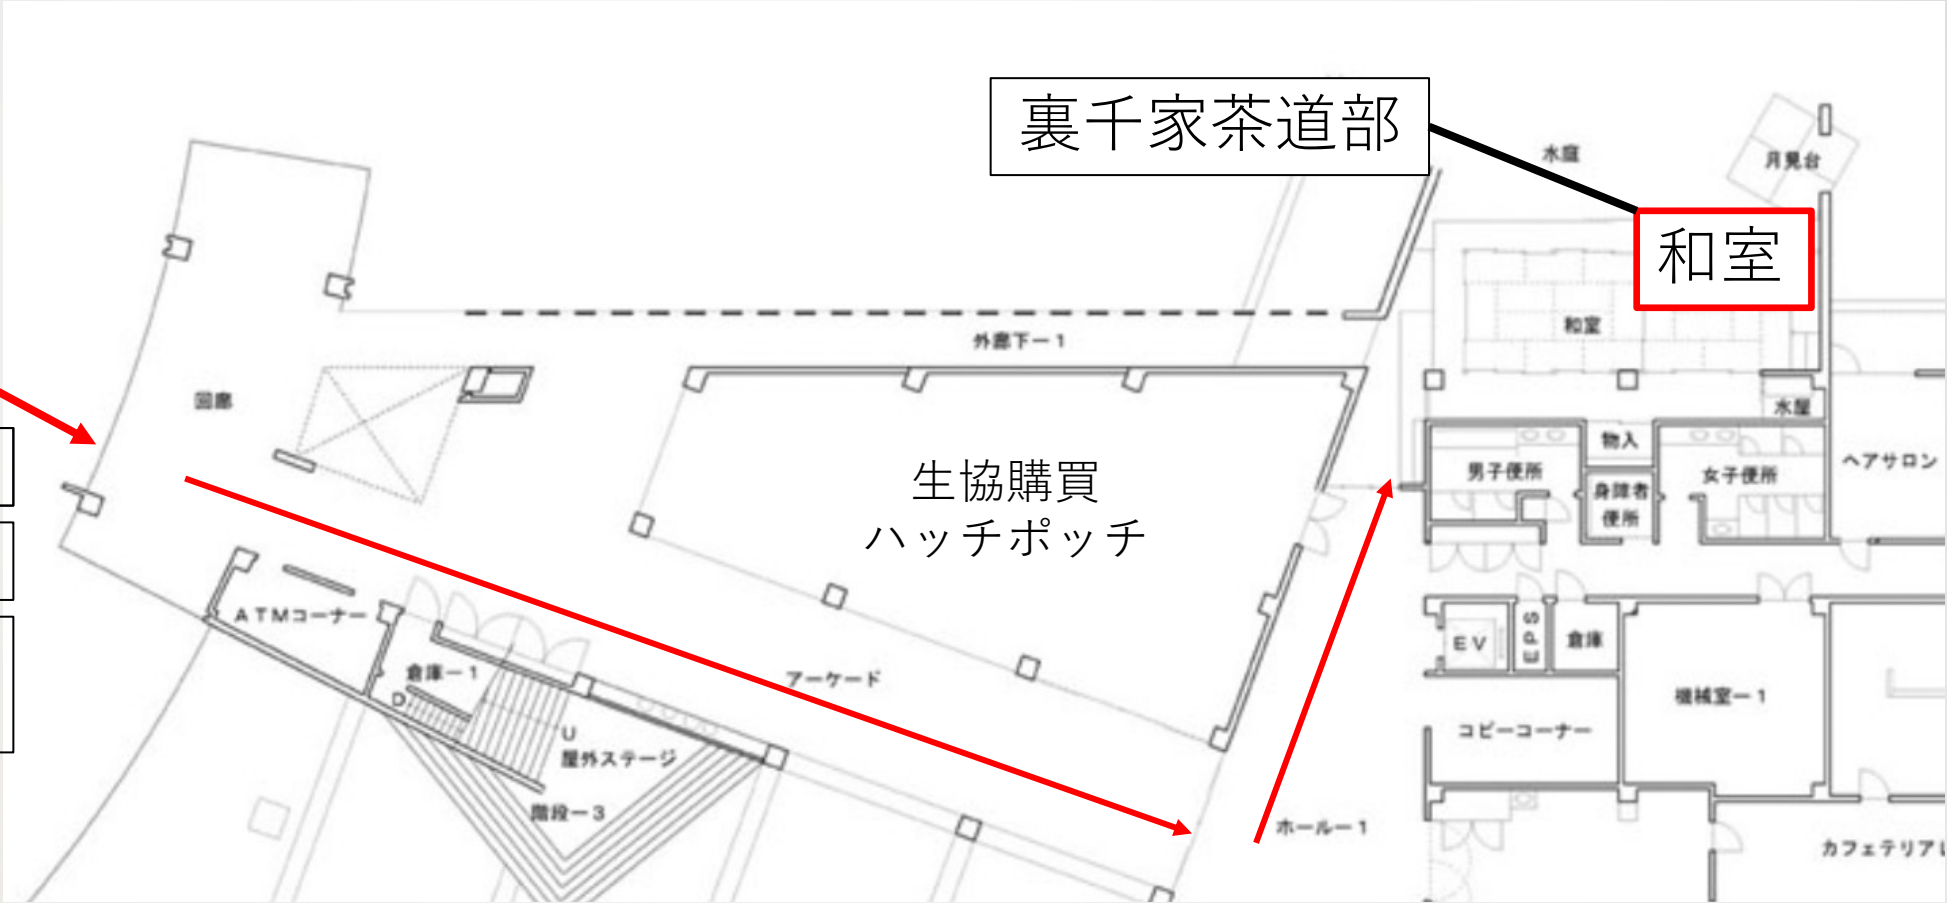 裏千家茶道部
水庭
月見台
和室
和室
外廊下－1
回廊
水屋
物入
ヘアサロン
生協購買
ハッチポッチ
男子便所
女子便所
身障者
便所
ATMコーナー
倉庫－1
アーケード
EV
EPS
倉庫
D
U
屋外ステージ
階段－3
機械室－1
コピーコーナー
ホール－1
カフェテリアL